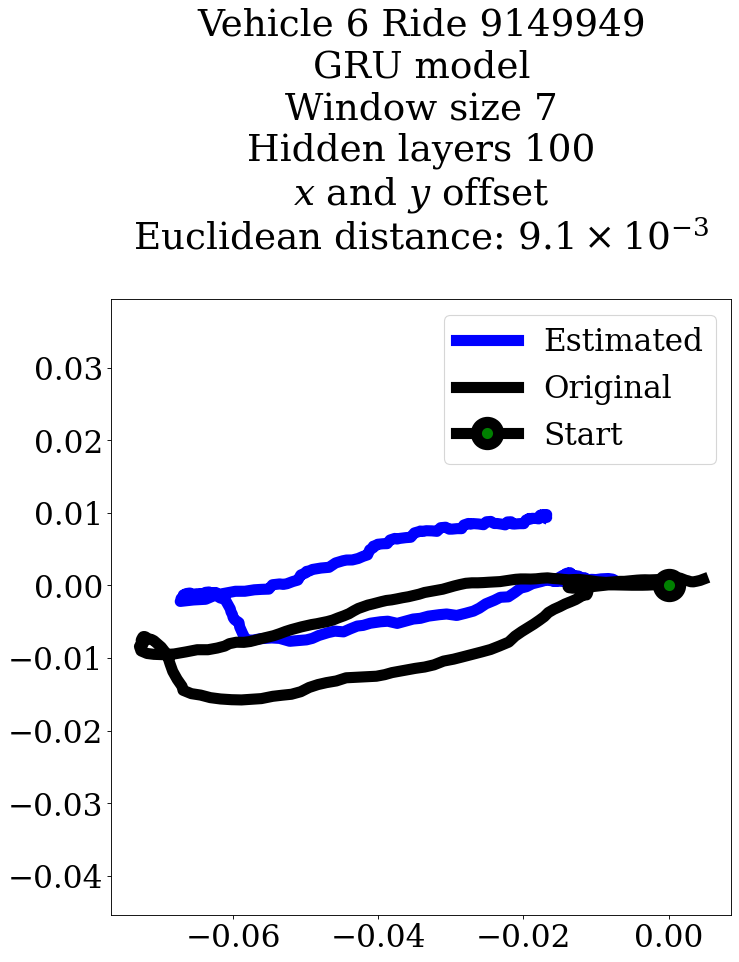 Vehicle 6 Ride 9149949
GRU model
Window size 7
Hidden layers 100
x and y offset
Euclidean distance: 9.1 × 10⁻³
Estimated
Original
Start
0.03
0.02
0.01
0.00
−0.01
−0.02
−0.03
−0.04
−0.06 −0.04 −0.02 0.00